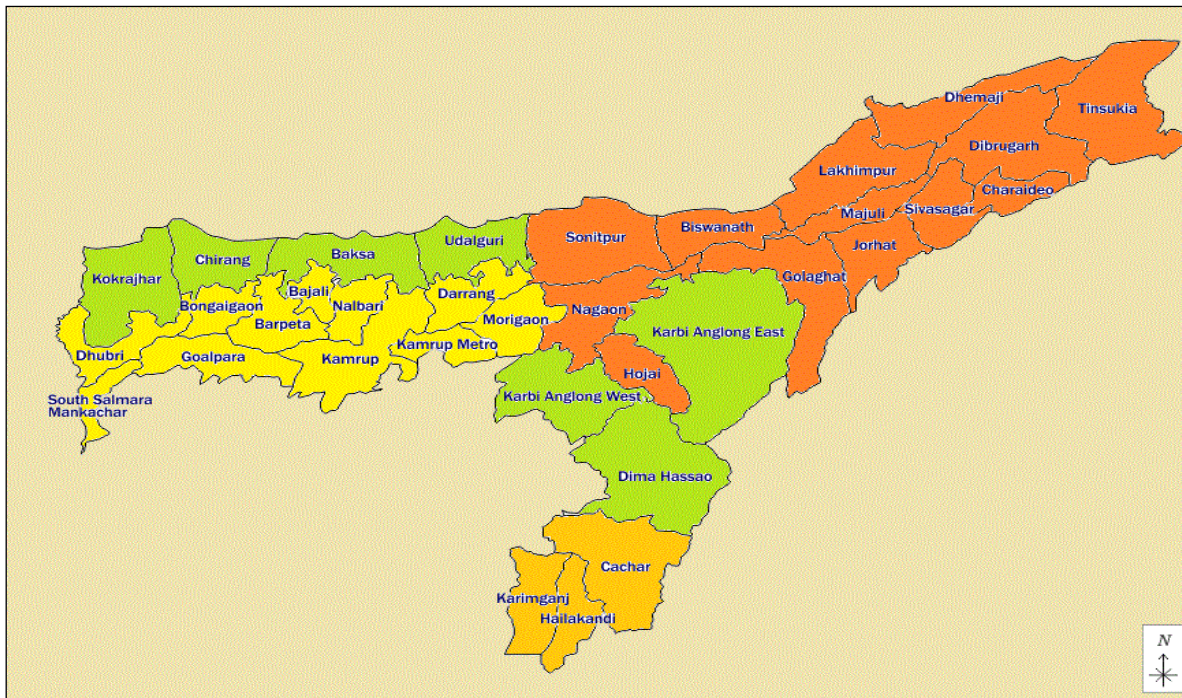 Dhemaji
Tinsukia
Dibrugarh
Lakhimpur
Charaideo
Majuli
Sivasagar
Biswanath
Sonitpur
Jorhat
Udalguri
Baksa
Chirang
Kokrajhar
Golaghat
Bajali
Darrang
Bongaigaon
Nalbari
Nagaon
Morigaon
Barpeta
Karbi Anglong East
Kamrup Metro
Dhubri
Goalpara
Kamrup
Hojai
Karbi Anglong West
South Salmara
Mankachar
Dima Hassao
Cachar
Karimganj
Hailakandi
N